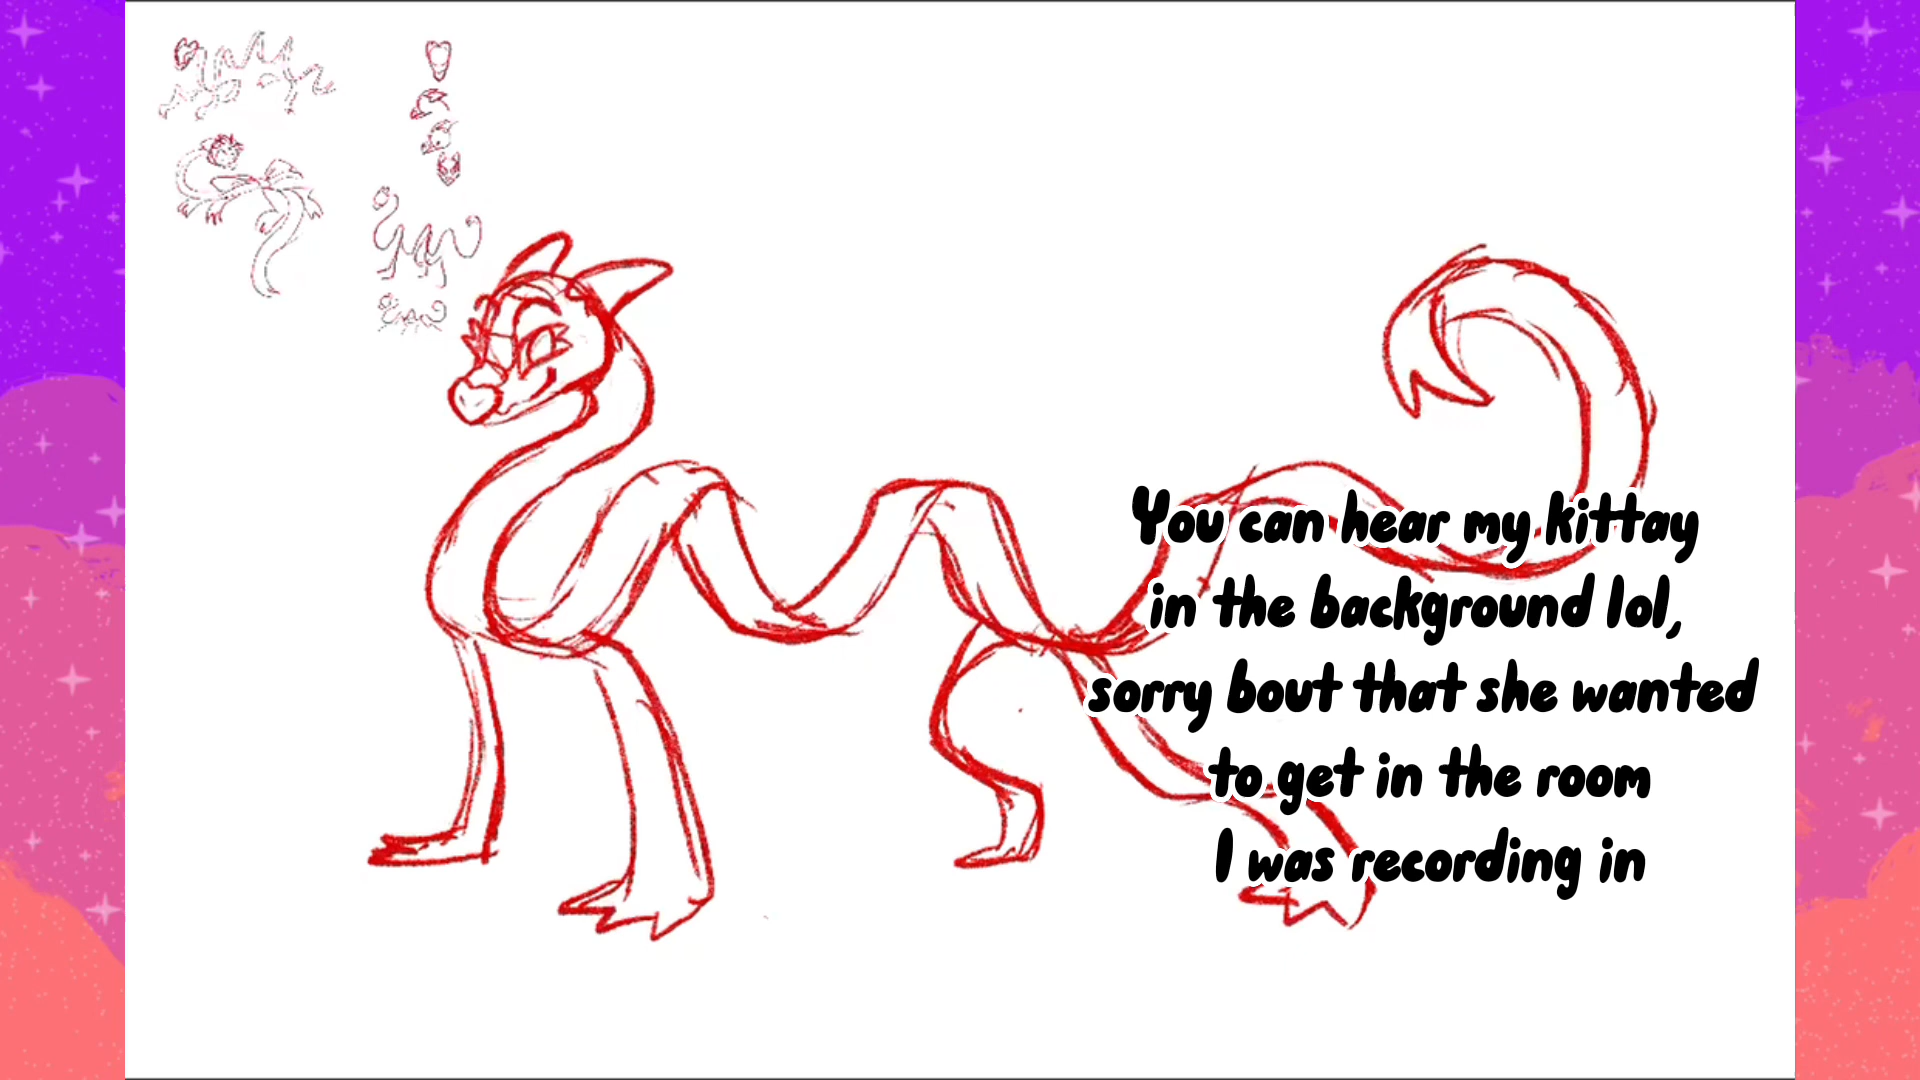 You can hear my kittay
in the background lol,
sorry bout that she wanted
to get in the room
I was recording in